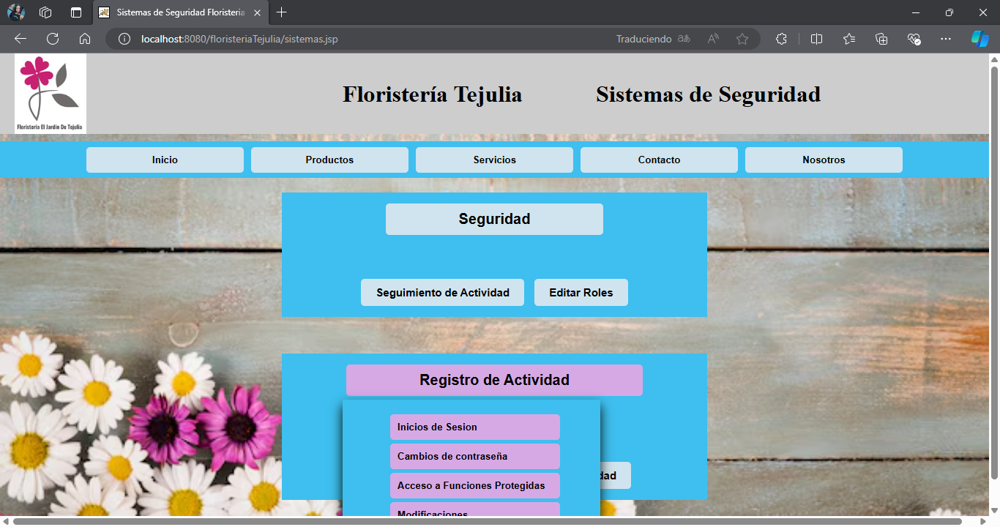 Sistemas de Seguridad Floristeria
localhost:8080/floristeriaTejulia/sistemas.jsp
Traduciendo
Floristería El Jardín De Tejulia
Floristería Tejulia
Sistemas de Seguridad
Inicio
Productos
Servicios
Contacto
Nosotros
Seguridad
Seguimiento de Actividad
Editar Roles
Registro de Actividad
Inicios de Sesion
Cambios de contraseña
Acceso a Funciones Protegidas
dad
Modificaciones